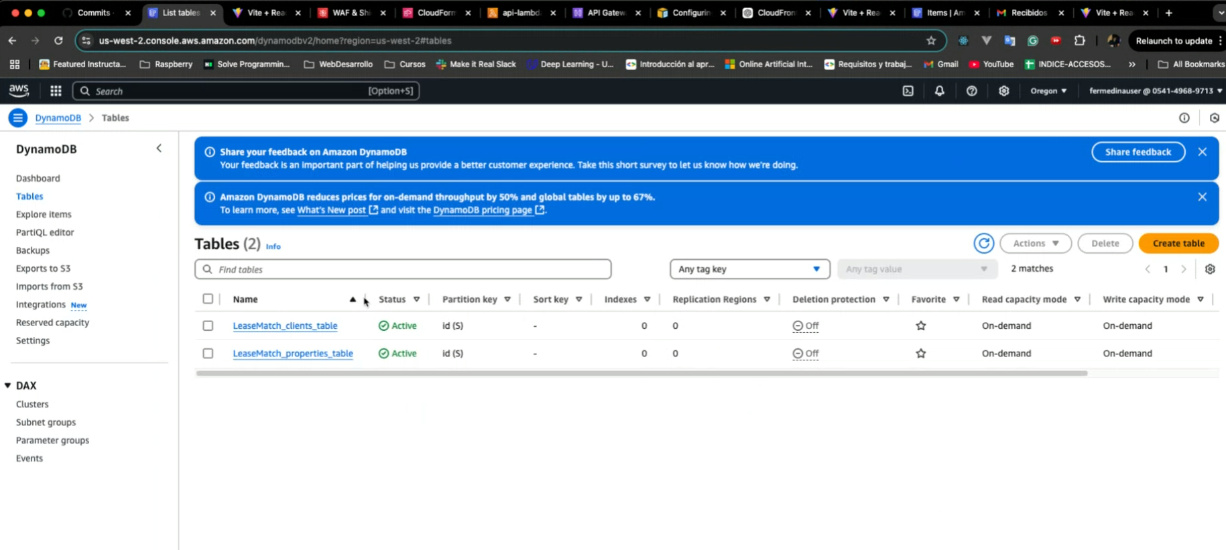 Commits
List tables
Vite + Rea
WAF & Shi
CloudForm
api-lambd
API Gatew
Configurin
CloudFron
Vite + Rea
Items | Am
Recibidos
Vite + Rea
us-west-2.console.aws.amazon.com/dynamodbv2/home?region=us-west-2#tables
Relaunch to update
Featured Instructa...
Raspberry
Solve Programmin...
WebDesarrollo
Cursos
Make it Real Slack
Deep Learning - U...
Introducción al apr...
Online Artificial Int...
Requisitos y trabaj...
Gmail
YouTube
INDICE-ACCESOS...
»
All Bookmarks
aws
Search
[Option+S]
Oregon
fermedinauser @ 0541-4968-9713
DynamoDB > Tables
DynamoDB
Dashboard
Tables
Explore items
PartiQL editor
Backups
Exports to S3
Imports from S3
Integrations New
Reserved capacity
Settings
DAX
Clusters
Subnet groups
Parameter groups
Events
Share your feedback on Amazon DynamoDB
Your feedback is an important part of helping us provide a better customer experience. Take this short survey to let us know how we're doing.
Share feedback
Amazon DynamoDB reduces prices for on-demand throughput by 50% and global tables by up to 67%.
To learn more, see What's New post and visit the DynamoDB pricing page.
Tables (2) Info
Actions
Delete
Create table
Find tables
Any tag key
Any tag value
2 matches
1
Name Status Partition key Sort key Indexes Replication Regions Deletion protection Favorite Read capacity mode Write capacity mode
LeaseMatch_clients_table Active id (S) - 0 0 Off On-demand On-demand
LeaseMatch_properties_table Active id (S) - 0 0 Off On-demand On-demand